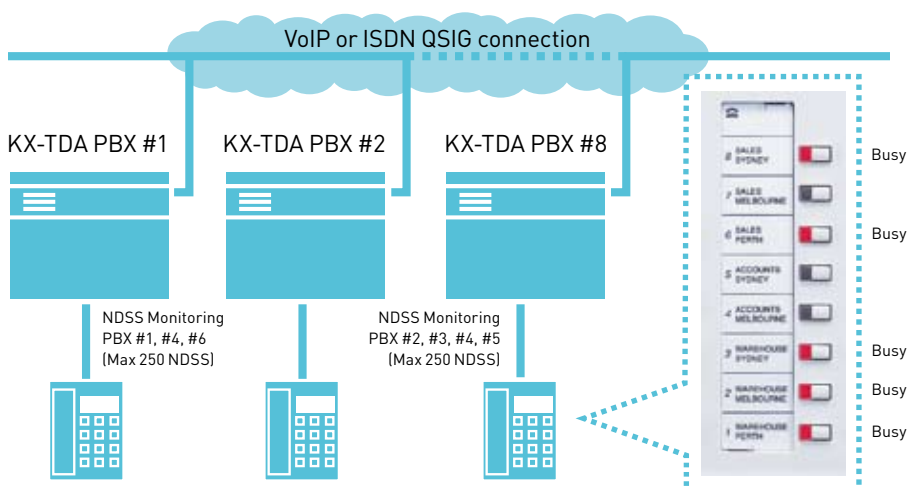 VoIP or ISDN QSIG connection
KX-TDA PBX #1
KX-TDA PBX #2
KX-TDA PBX #8
NDSS Monitoring
PBX #1, #4, #6
(Max 250 NDSS)
NDSS Monitoring
PBX #2, #3, #4, #5
(Max 250 NDSS)
8 SALES
SYDNEY
Busy
7 SALES
MELBOURNE
6 SALES
PERTH
Busy
5 ACCOUNTS
SYDNEY
4 ACCOUNTS
MELBOURNE
3 WAREHOUSE
SYDNEY
Busy
2 WAREHOUSE
MELBOURNE
Busy
1 WAREHOUSE
PERTH
Busy